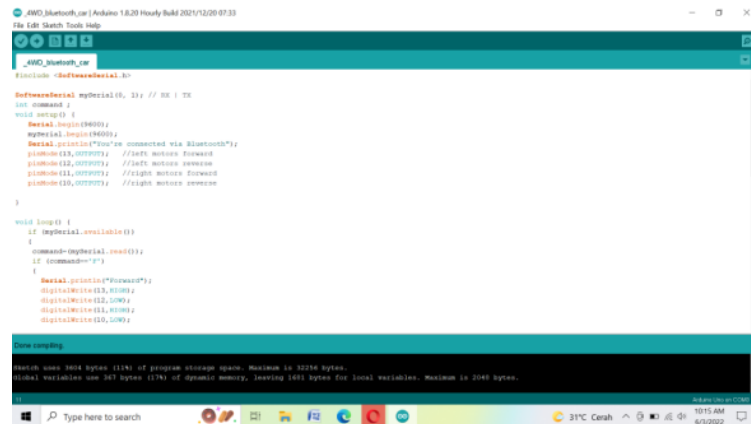 _4WD_bluetooth_car | Arduino 1.8.20 Hourly Build 2021/12/20 07:33
File Edit Sketch Tools Help
_4WD_bluetooth_car
#include <SoftwareSerial.h>
SoftwareSerial mySerial(0, 1); // RX | TX
int command ;
void setup() {
Serial.begin(9600);
mySerial.begin(9600);
Serial.println("You're connected via Bluetooth");
pinMode(13,OUTPUT); //left motors forward
pinMode(12,OUTPUT); //left motors reverse
pinMode(11,OUTPUT); //right motors forward
pinMode(10,OUTPUT); //right motors reverse
}
void loop() {
if (mySerial.available())
{
command=(mySerial.read());
if (command=='F')
{
Serial.println("Forward");
digitalWrite(13,HIGH);
digitalWrite(12,LOW);
digitalWrite(11,HIGH);
digitalWrite(10,LOW);
Done compiling.
Sketch uses 3604 bytes (11%) of program storage space. Maximum is 32256 bytes.
Global variables use 367 bytes (17%) of dynamic memory, leaving 1681 bytes for local variables. Maximum is 2048 bytes.
11
Arduino Uno on
Type here to search
31°C Cerah
10:15 AM
6/3/2022